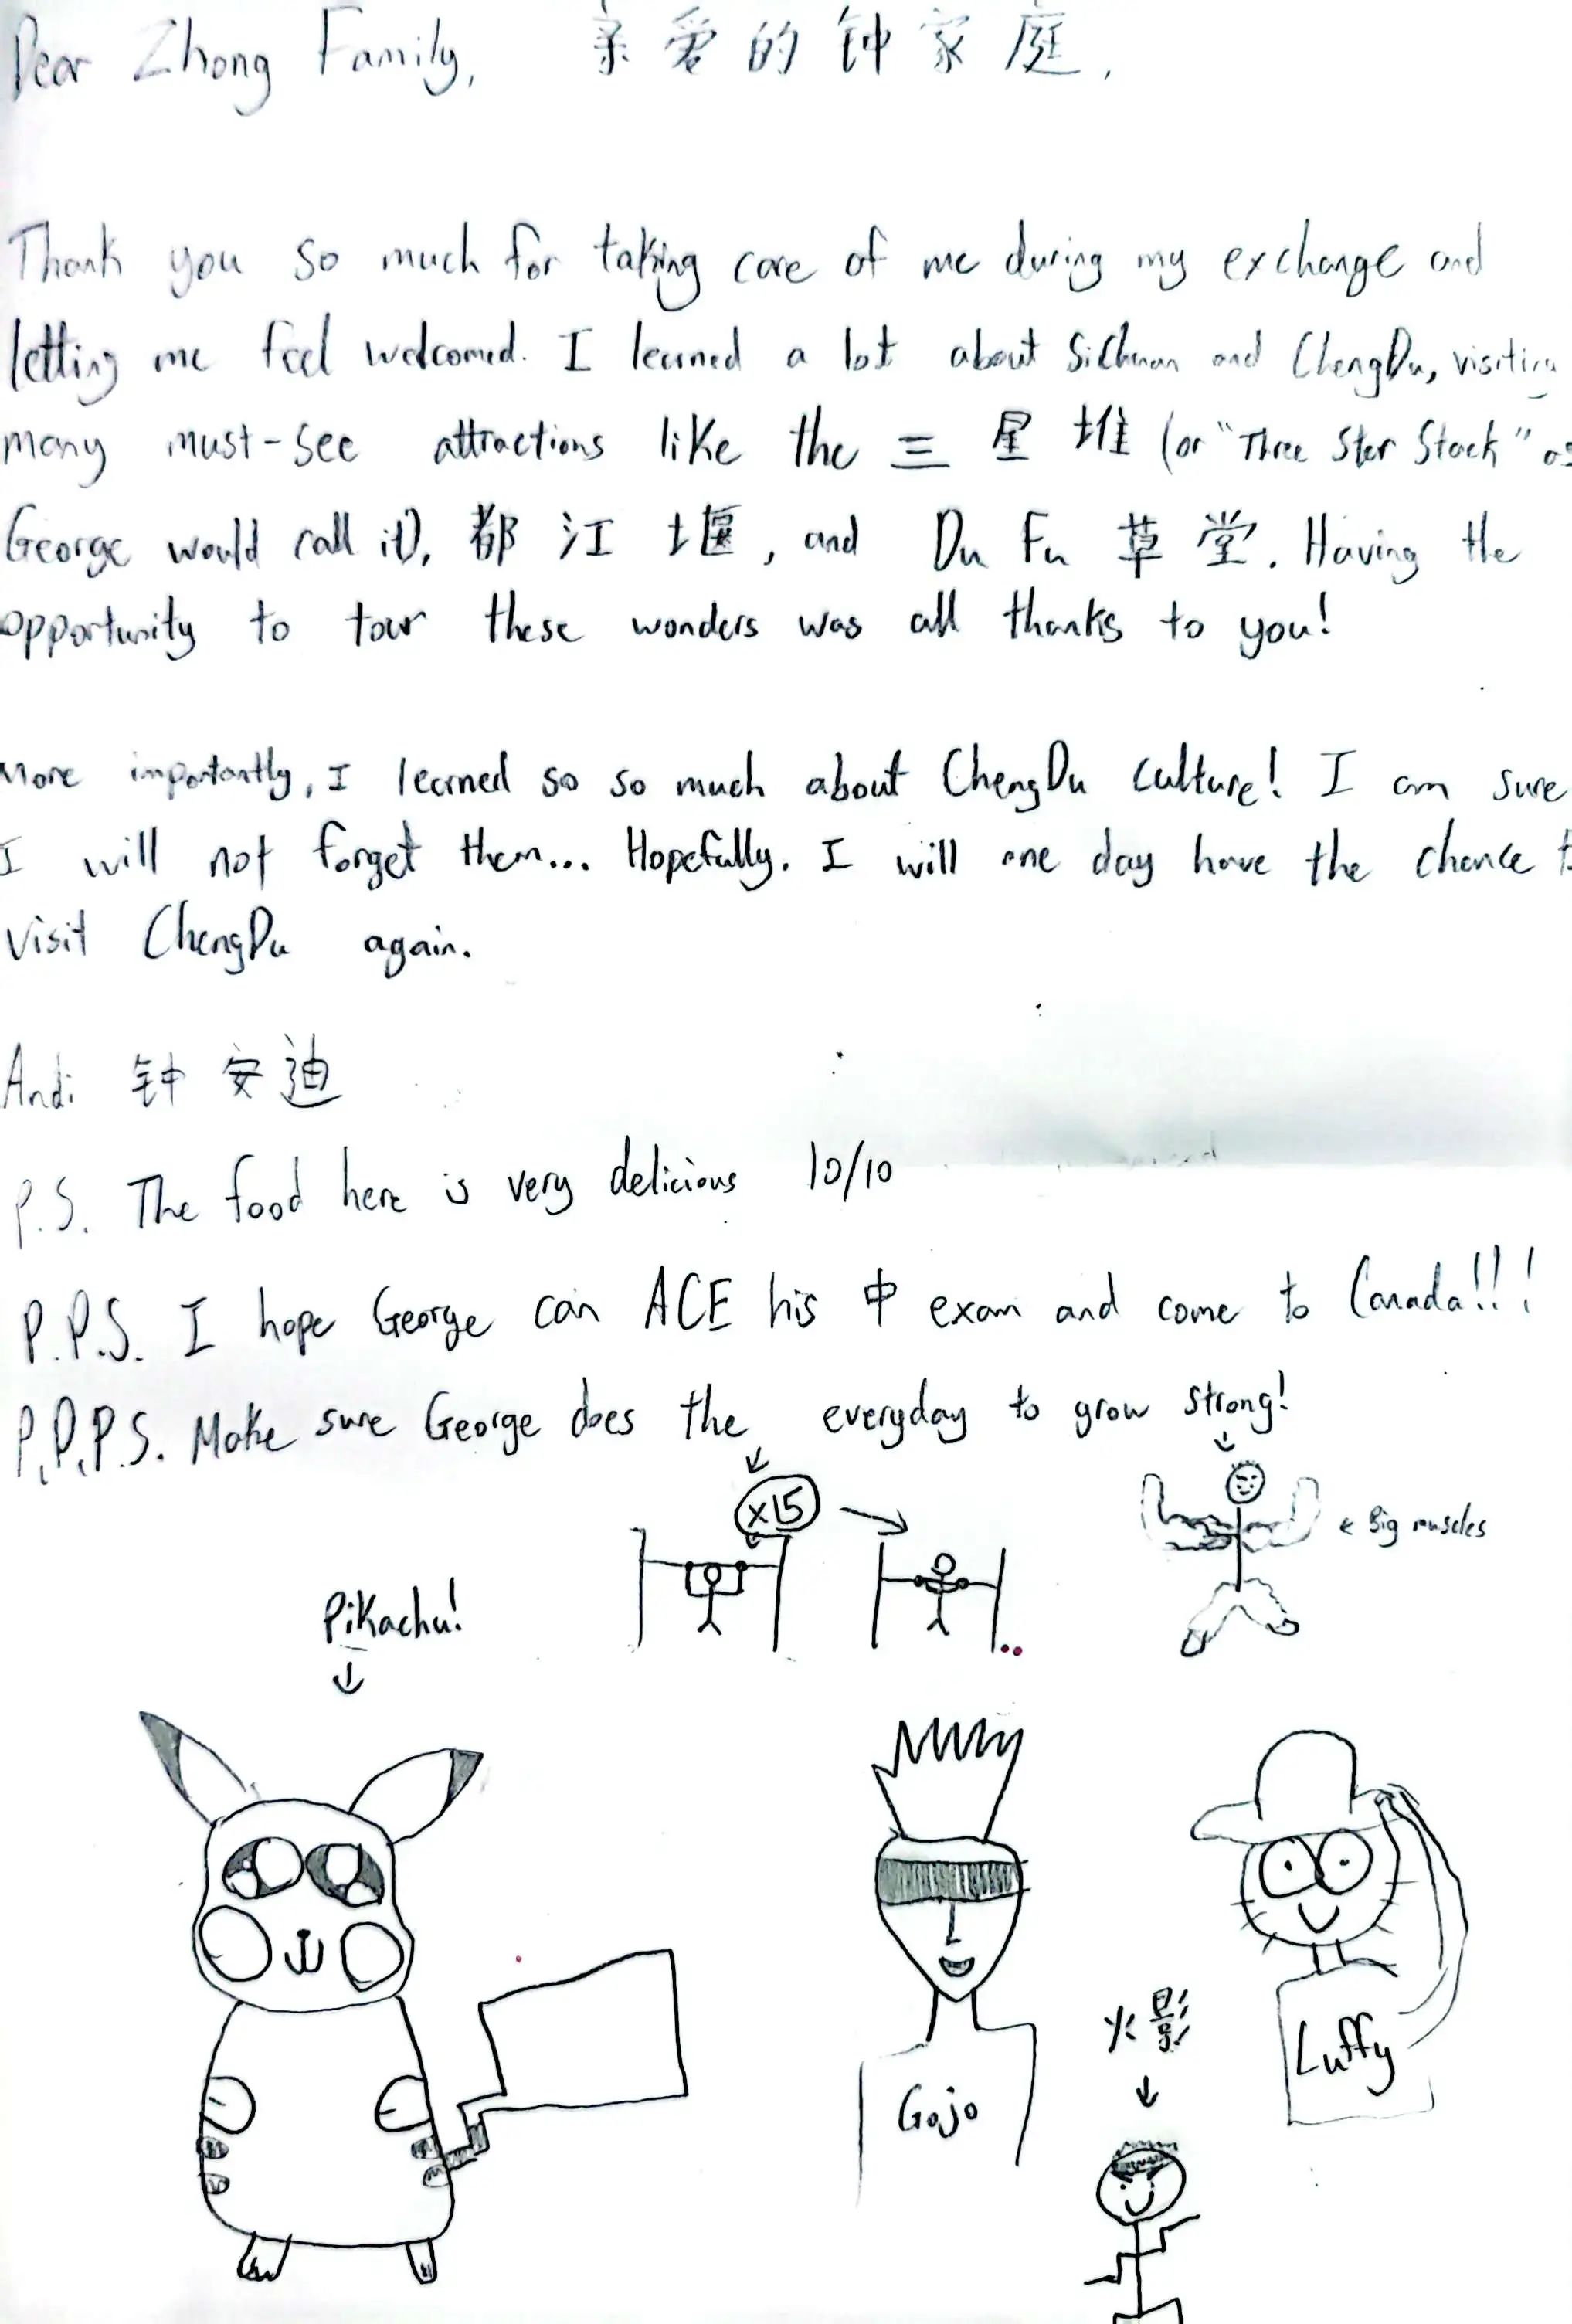 Dear Zhong Family, 亲爱的钟家庭,
Thank you so much for taking care of me during my exchange and
letting me feel welcomed. I learned a lot about Sichuan and ChengDu, visiting
many must-see attractions like the 三星堆 (or "Three Star Stack" as
George would call it), 都江堰, and Du Fu 草堂. Having the
opportunity to tour these wonders was all thanks to you!
More importantly, I learned so so much about ChengDu culture! I am sure
I will not forget them... Hopefully. I will one day have the chance to
visit ChengDu again.
Andi 钟安迪
P.S. The food here is very delicious 10/10
P.P.S. I hope George can ACE his 中 exam and come to Canada!!!
P.P.P.S. Make sure George does the everyday to grow strong!
x15
Big muscles
Pikachu!
Gojo
火影
Luffy